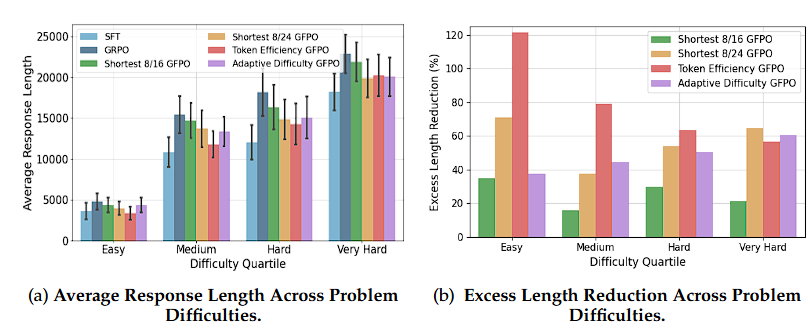 25000
20000
15000
10000
5000
0
Average Response Length
SFT
GRPO
Shortest 8/16 GFPO
Shortest 8/24 GFPO
Token Efficiency GFPO
Adaptive Difficulty GFPO
Easy
Medium
Hard
Very Hard
Difficulty Quartile
(a) Average Response Length Across Problem
Difficulties.
120
100
80
60
40
20
0
Excess Length Reduction (%)
Shortest 8/16 GFPO
Shortest 8/24 GFPO
Token Efficiency GFPO
Adaptive Difficulty GFPO
Easy
Medium
Hard
Very Hard
Difficulty Quartile
(b) Excess Length Reduction Across Problem
Difficulties.